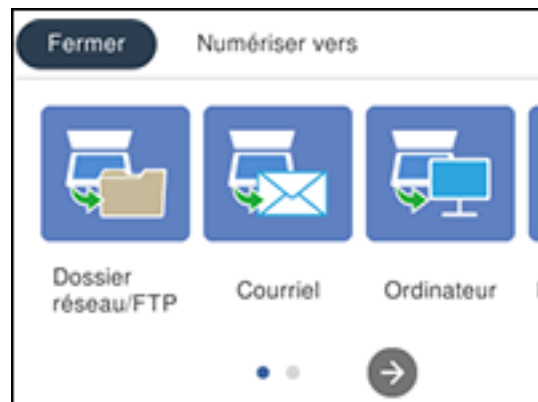 Fermer
Numériser vers
Dossier
réseau/FTP
Courriel
Ordinateur